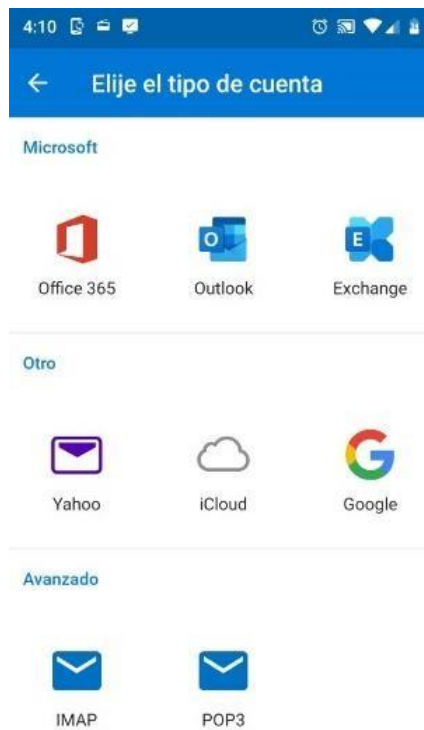 4:10
Elije el tipo de cuenta
Microsoft
Office 365
Outlook
Exchange
Otro
Yahoo
iCloud
Google
Avanzado
IMAP
POP3